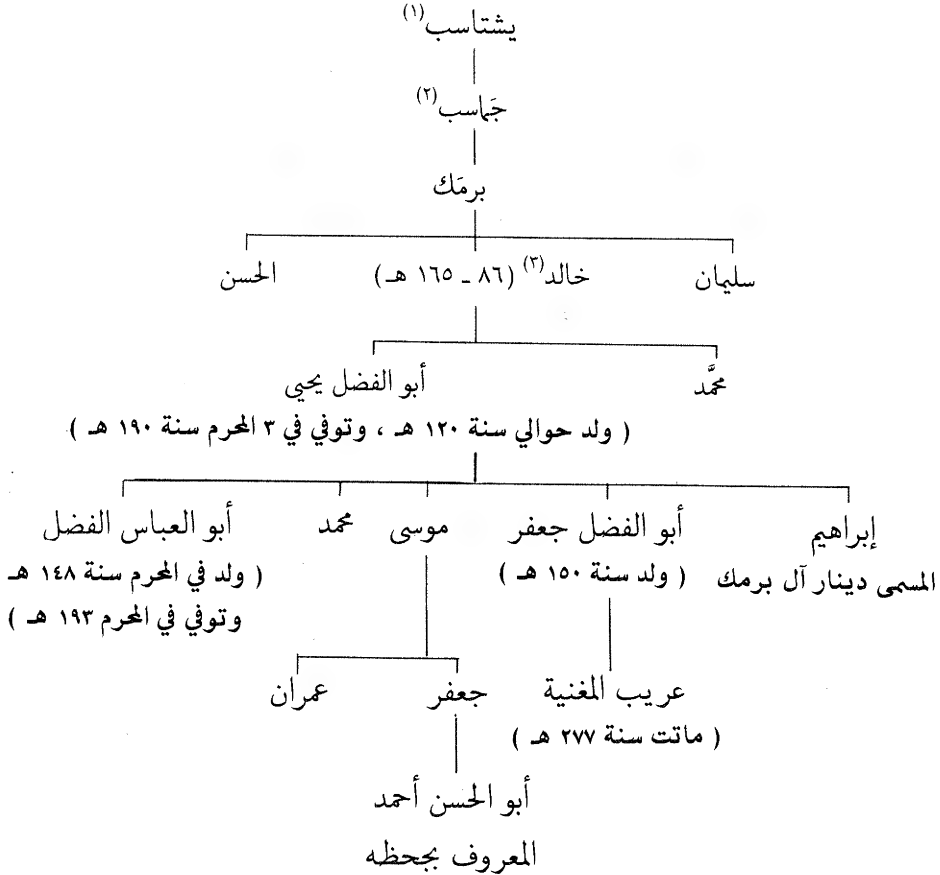 يشتاسب (١)
جَماسب (٢)
برمَك
سليمان
خالد (٣) (٨٦ ـ ١٦٥ هـ)
الحسن
محمَّد
أبو الفضل يحيى
( ولد حوالي سنة ١٢٠ هـ ، وتوفي في ٣ المحرم سنة ١٩٠ هـ )
إبراهيم
المسمى دينار آل برمك
أبو الفضل جعفر
( ولد سنة ١٥٠ هـ )
موسى
محمد
أبو العباس الفضل
( ولد في المحرم سنة ١٤٨ هـ
وتوفي في المحرم ١٩٣ هـ )
عريب المغنية
( ماتت سنة ٢٧٧ هـ )
جعفر
عمران
أبو الحسن أحمد
المعروف بجحظه